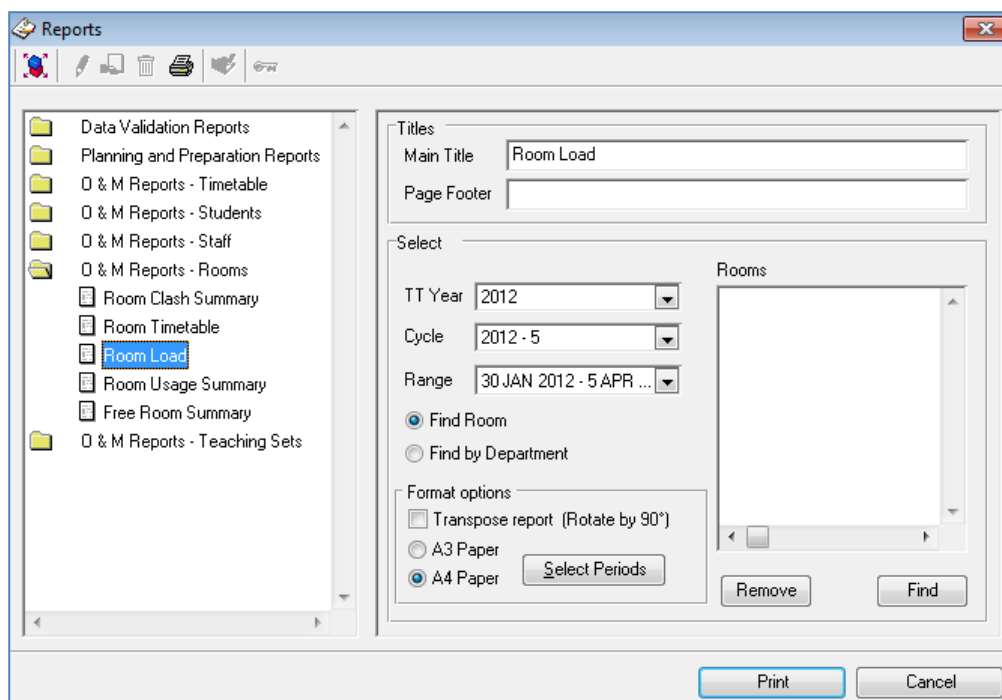 Reports
Data Validation Reports
Planning and Preparation Reports
O & M Reports - Timetable
O & M Reports - Students
O & M Reports - Staff
O & M Reports - Rooms
Room Clash Summary
Room Timetable
Room Load
Room Usage Summary
Free Room Summary
O & M Reports - Teaching Sets
Titles
Main Title Room Load
Page Footer
Select
Rooms
TT Year 2012
Cycle 2012 - 5
Range 30 JAN 2012 - 5 APR ...
Find Room
Find by Department
Format options
Transpose report (Rotate by 90°)
A3 Paper
A4 Paper
Select Periods
Remove Find
Print Cancel